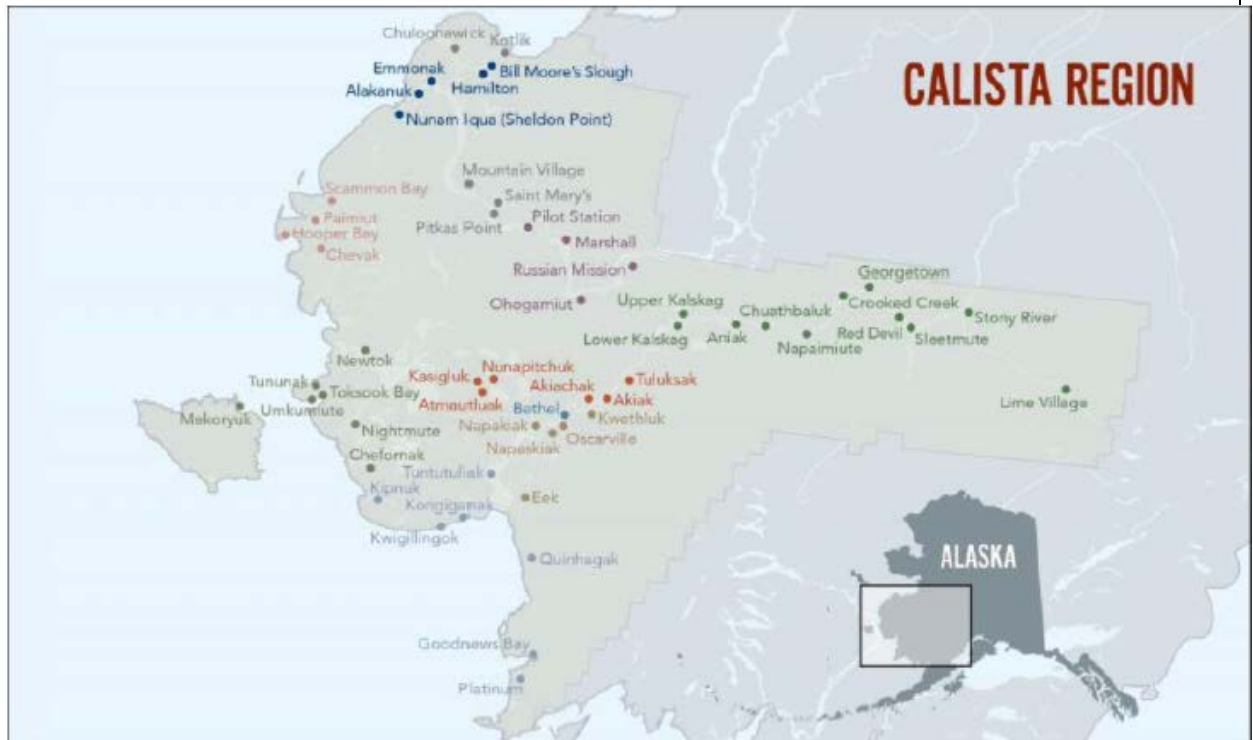 CALISTA REGION
Chuloonawick
Kotlik
Emmonak
Bill Moore's Slough
Hamilton
Alakanuk
Nunam Iqua (Sheldon Point)
Mountain Village
Scammon Bay
Saint Mary's
Paimiut
Pitkas Point
Pilot Station
Hooper Bay
Marshall
Chevak
Russian Mission
Georgetown
Ohogamiut
Upper Kalskag
Chuathbaluk
Crooked Creek
Stony River
Lower Kalskag
Aniak
Napaimiute
Red Devil
Sleetmute
Newtok
Nunapitchuk
Kasigluk
Tununak
Toksook Bay
Akiachak
Tuluksak
Mekoryuk
Umkumiute
Atmautluak
Akiak
Lime Village
Bethel
Kwethluk
Nightmute
Napakiak
Oscarville
Napaskiak
Chefornak
Tuntutuliak
Kipnuk
Eek
Kongiganak
Kwigillingok
Quinhagak
ALASKA
Goodnews Bay
Platinum